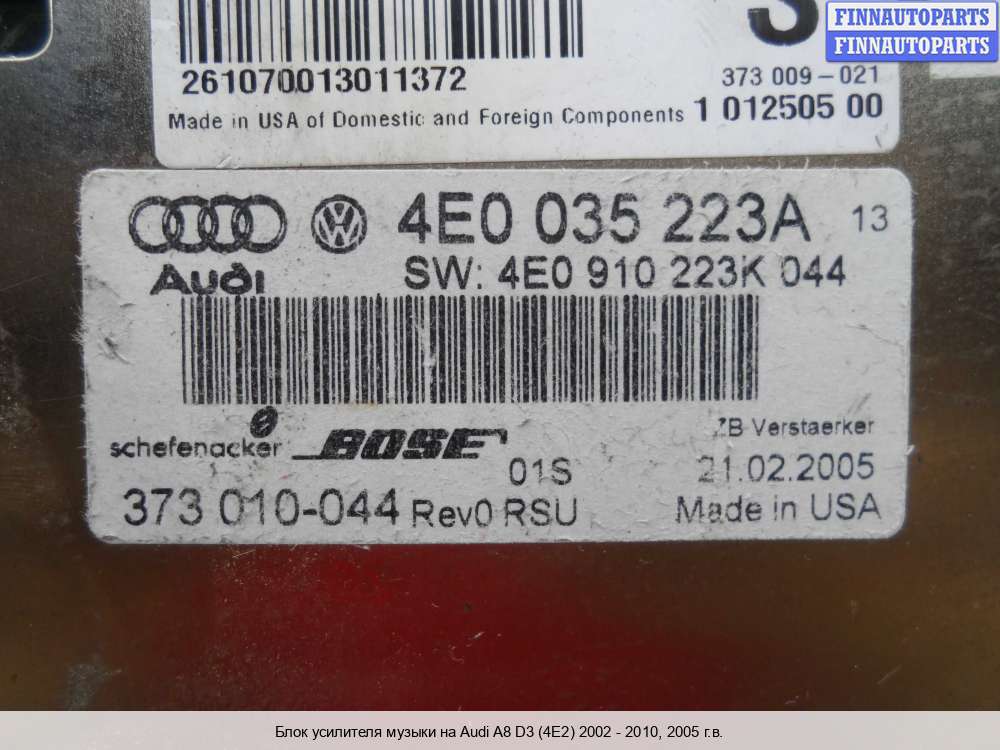 FINNAUTOPARTS
FINNAUTOPARTS
261070013011372
373 009-021
Made in USA of Domestic and Foreign Components 1 012505 00
4E0 035 223A 13
Audi SW: 4E0 910 223K 044
schefenacker BOSE ZB Verstaerker
01S 21.02.2005
373 010-044 Rev0 RSU Made in USA
Блок усилителя музыки на Audi A8 D3 (4E2) 2002 - 2010, 2005 г.в.